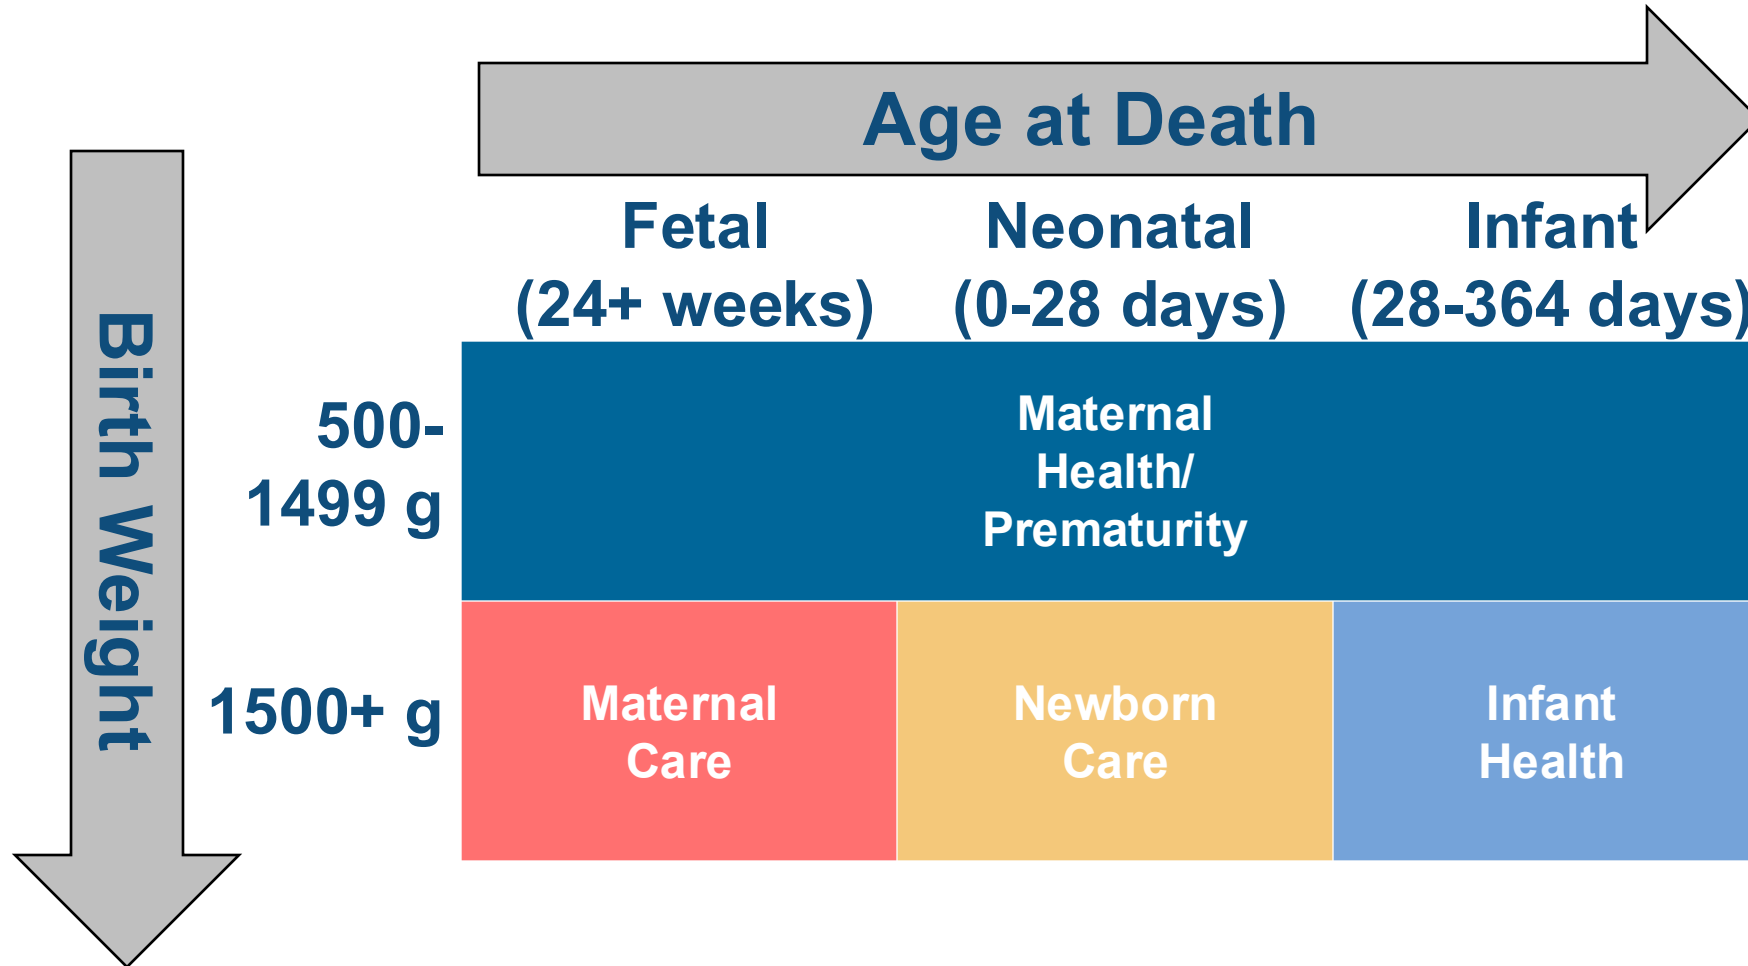 Age at Death
Fetal
(24+ weeks)
Neonatal
(0-28 days)
Infant
(28-364 days)
Birth Weight
500-
1499 g
Maternal
Health/
Prematurity
1500+ g
Maternal
Care
Newborn
Care
Infant
Health